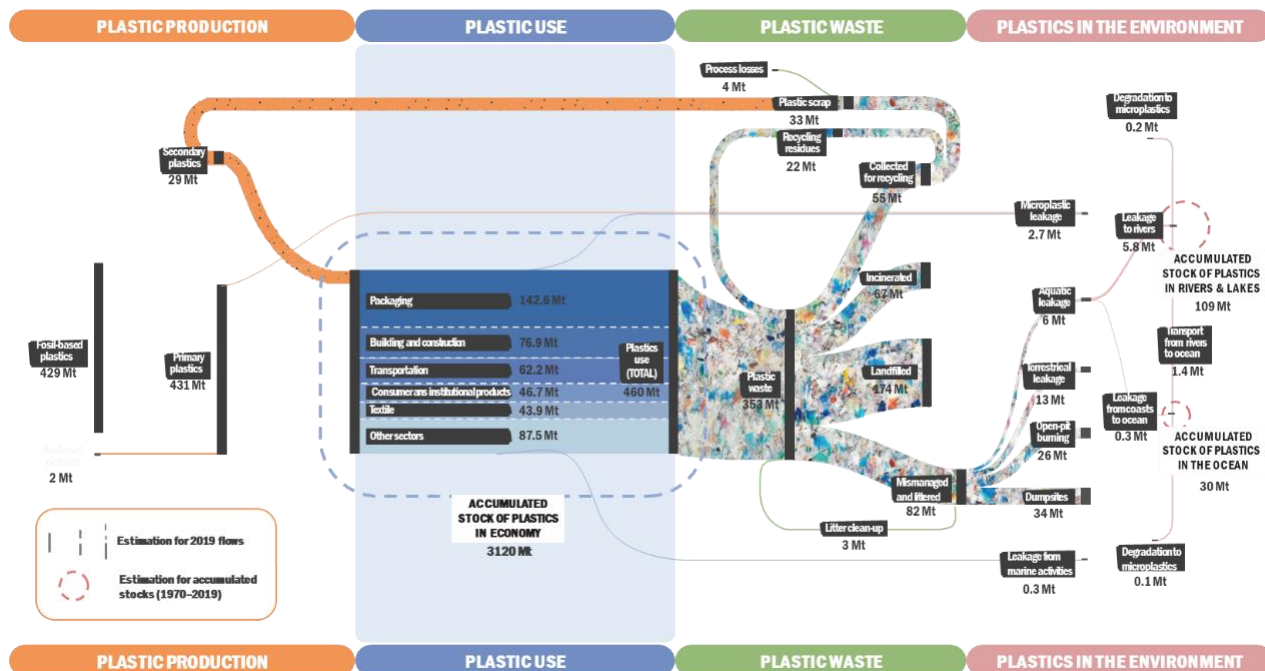 PLASTIC PRODUCTION
PLASTIC USE
PLASTIC WASTE
PLASTICS IN THE ENVIRONMENT
Process losses
4 Mt
Plastic scrap
33 Mt
Recycling
residues
22 Mt
Collected
for recycling
55 Mt
Degradation to
microplastics
0.2 Mt
Secondary
plastics
29 Mt
Microplastic
leakage
2.7 Mt
Leakage
to rivers
5.8 Mt
ACCUMULATED
STOCK OF PLASTICS
IN RIVERS & LAKES
109 Mt
Fosil-based
plastics
429 Mt
Primary
plastics
431 Mt
2 Mt
Packaging
142.6 Mt
Building and construction
76.9 Mt
Transportation
62.2 Mt
Consumer ans institutional products
46.7 Mt
Textile
43.9 Mt
Other sectors
87.5 Mt
Plastics
use
(TOTAL)
460 Mt
Plastic
waste
353 Mt
Incinerated
67 Mt
Landfilled
174 Mt
Mismanaged
and littered
82 Mt
Litter clean-up
3 Mt
Aquatic
leakage
6 Mt
Terrestrieal
leakage
13 Mt
Open-pit
burning
26 Mt
Dumpsites
34 Mt
Transport
from rivers
to ocean
1.4 Mt
Leakage
from coasts
to ocean
0.3 Mt
ACCUMULATED
STOCK OF PLASTICS
IN THE OCEAN
30 Mt
Leakage from
marine activities
0.3 Mt
Degradation to
microplastics
0.1 Mt
ACCUMULATED
STOCK OF PLASTICS
IN ECONOMY
3120 Mt
Estimation for 2019 flows
Estimation for accumulated
stocks (1970–2019)
PLASTIC PRODUCTION
PLASTIC USE
PLASTIC WASTE
PLASTICS IN THE ENVIRONMENT